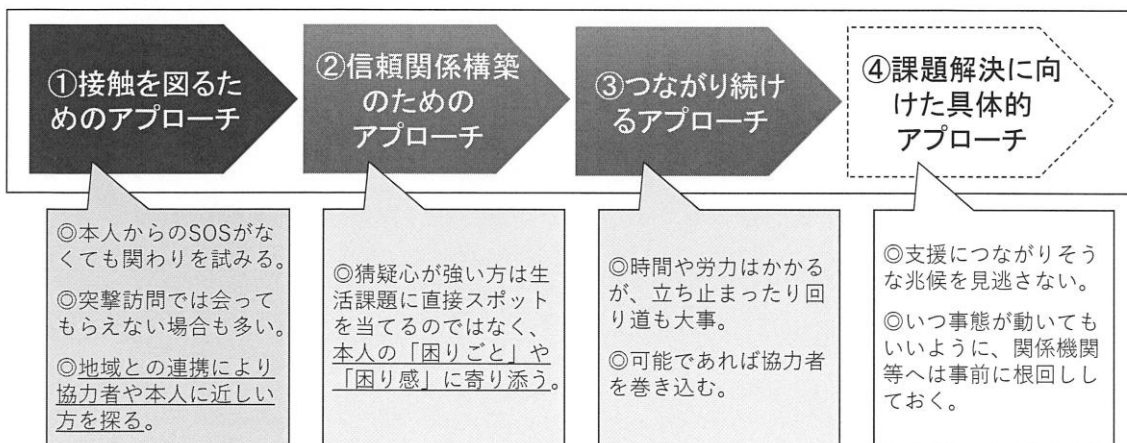 ①接触を図るた
めのアプローチ
②信頼関係構築
のための
アプローチ
③つながり続け
るアプローチ
④課題解決に向
けた具体的
アプローチ
◎本人からのSOSがな
くても関わりを試みる。
◎突撃訪問では会って
もらえない場合も多い。
◎地域との連携により
協力者や本人に近しい
方を探る。
◎猜疑心が強い方は生
活課題に直接スポット
を当てるのではなく、
本人の「困りごと」や
「困り感」に寄り添う。
◎時間や労力はかかる
が、立ち止まったり回
り道も大事。
◎可能であれば協力者
を巻き込む。
◎支援につながりそう
な兆候を見逃さない。
◎いつ事態が動いても
いいように、関係機関
等へは事前に根回しし
ておく。